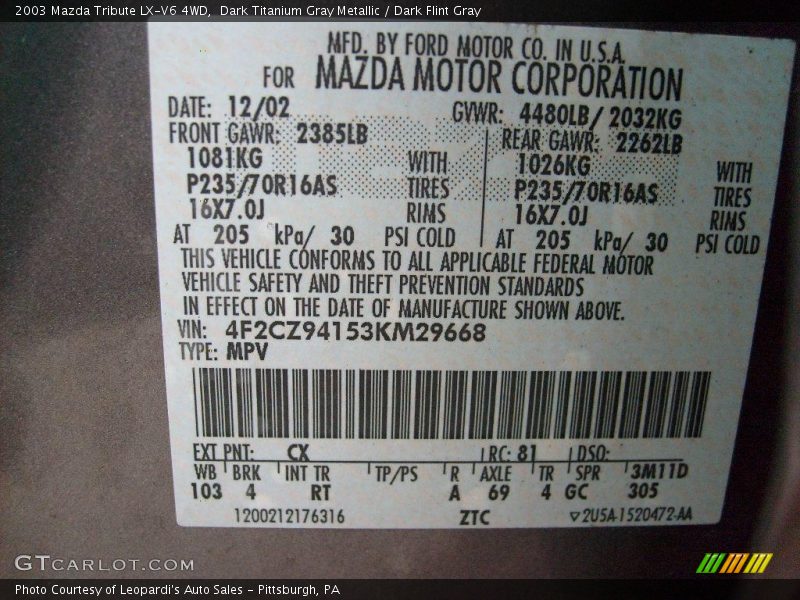 2003 Mazda Tribute LX-V6 4WD, Dark Titanium Gray Metallic / Dark Flint Gray
MFD. BY FORD MOTOR CO. IN U.S.A.
FOR MAZDA MOTOR CORPORATION
DATE: 12/02 GVWR: 4480LB/ 2032KG
FRONT GAWR: 2385LB REAR GAWR: 2262LB
1081KG WITH 1026KG WITH
P235/70R16AS TIRES P235/70R16AS TIRES
16X7.0J RIMS 16X7.0J RIMS
AT 205 kPa/ 30 PSI COLD AT 205 kPa/ 30 PSI COLD
THIS VEHICLE CONFORMS TO ALL APPLICABLE FEDERAL MOTOR
VEHICLE SAFETY AND THEFT PREVENTION STANDARDS
IN EFFECT ON THE DATE OF MANUFACTURE SHOWN ABOVE.
VIN: 4F2CZ94153KM29668
TYPE: MPV
EXT PNT: CX RC: 81 DSO:
WB BRK INT TR TP/PS R AXLE TR SPR 3M11D
103 4 RT A 69 4 GC 305
1200212176316 ZTC ▽2U5A-1520472-AA
GTCARLOT.COM
Photo Courtesy of Leopardi's Auto Sales - Pittsburgh, PA